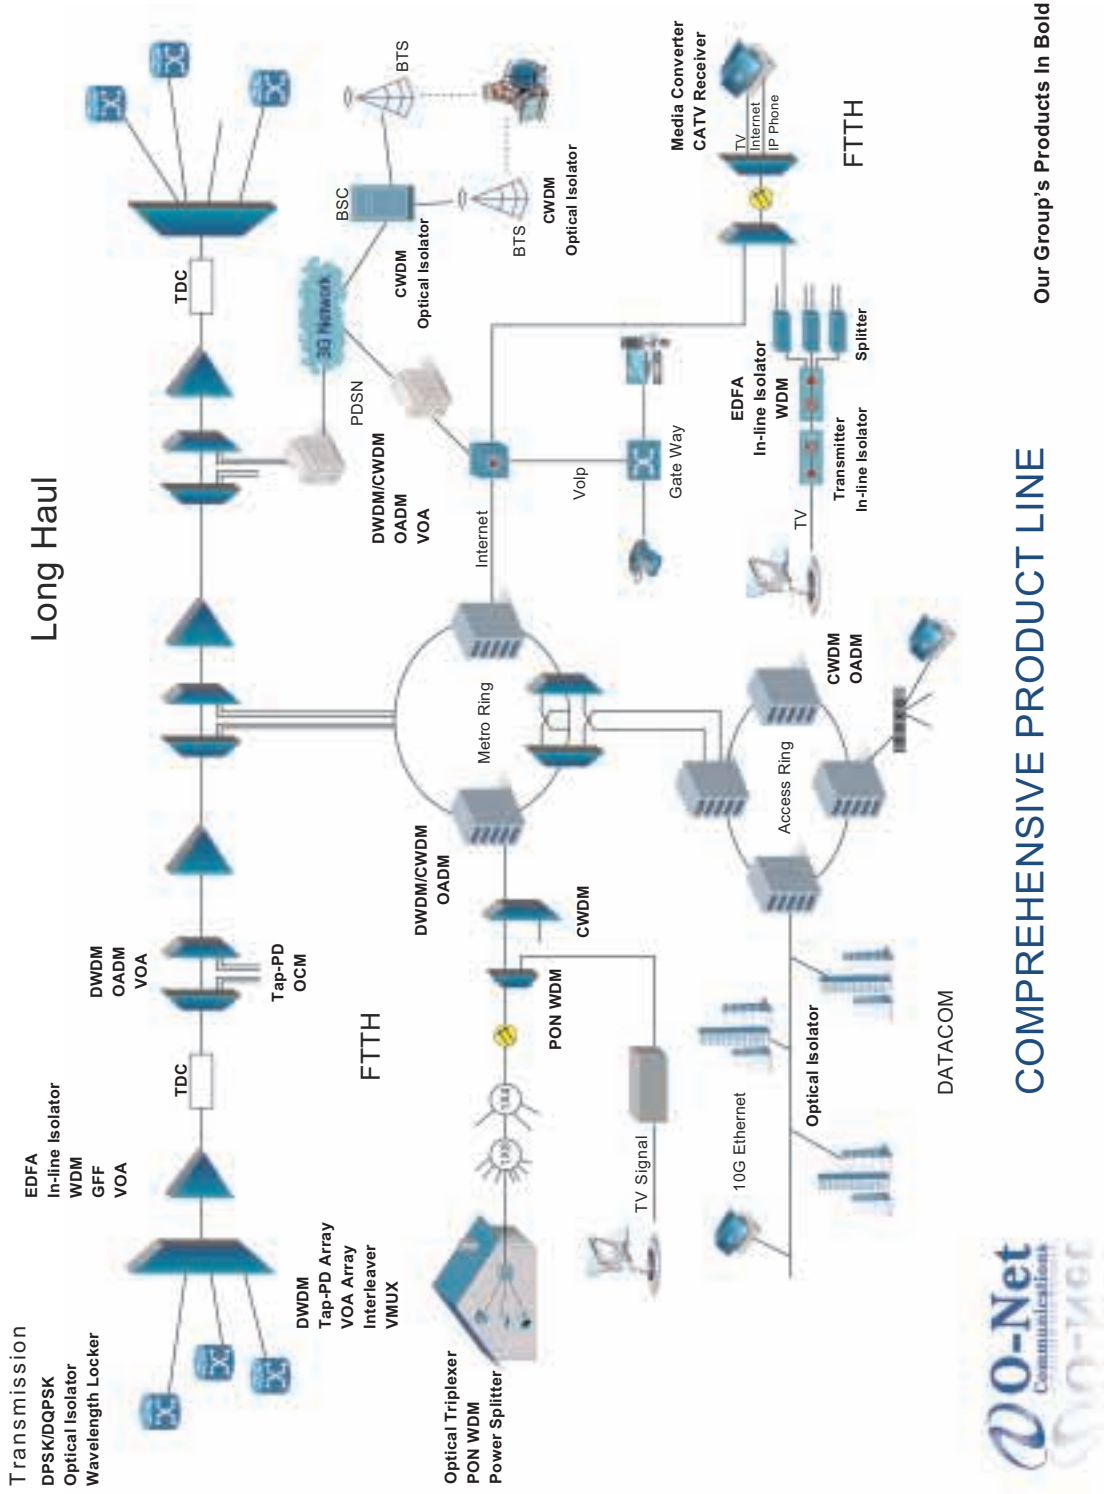 Long Haul
Transmission
DPSK/DQPSK
Optical Isolator
Wavelength Locker
EDFA
In-line Isolator
WDM
GFF
VOA
TDC
DWDM
OADM
VOA
Tap-PD
OCM
TDC
DWDM
Tap-PD Array
VOA Array
Interleaver
VMUX
FTTH
Optical Triplexer
PON WDM
Power Splitter
1X8
1X4
PON WDM
CWDM
TV Signal
DWDM/CWDM
OADM
Metro Ring
Internet
DWDM/CWDM
OADM
VOA
PDSN
3G Network
BSC
BTS
CWDM
Optical Isolator
BTS
CWDM
Optical Isolator
VoIp
Gate Way
EDFA
In-line Isolator
WDM
TV
Transmitter
In-line Isolator
Splitter
Media Converter
CATV Receiver
TV
Internet
IP Phone
FTTH
Access Ring
CWDM
OADM
10G Ethernet
Optical Isolator
DATACOM
O-Net
Communications
COMPREHENSIVE PRODUCT LINE
Our Group's Products In Bold